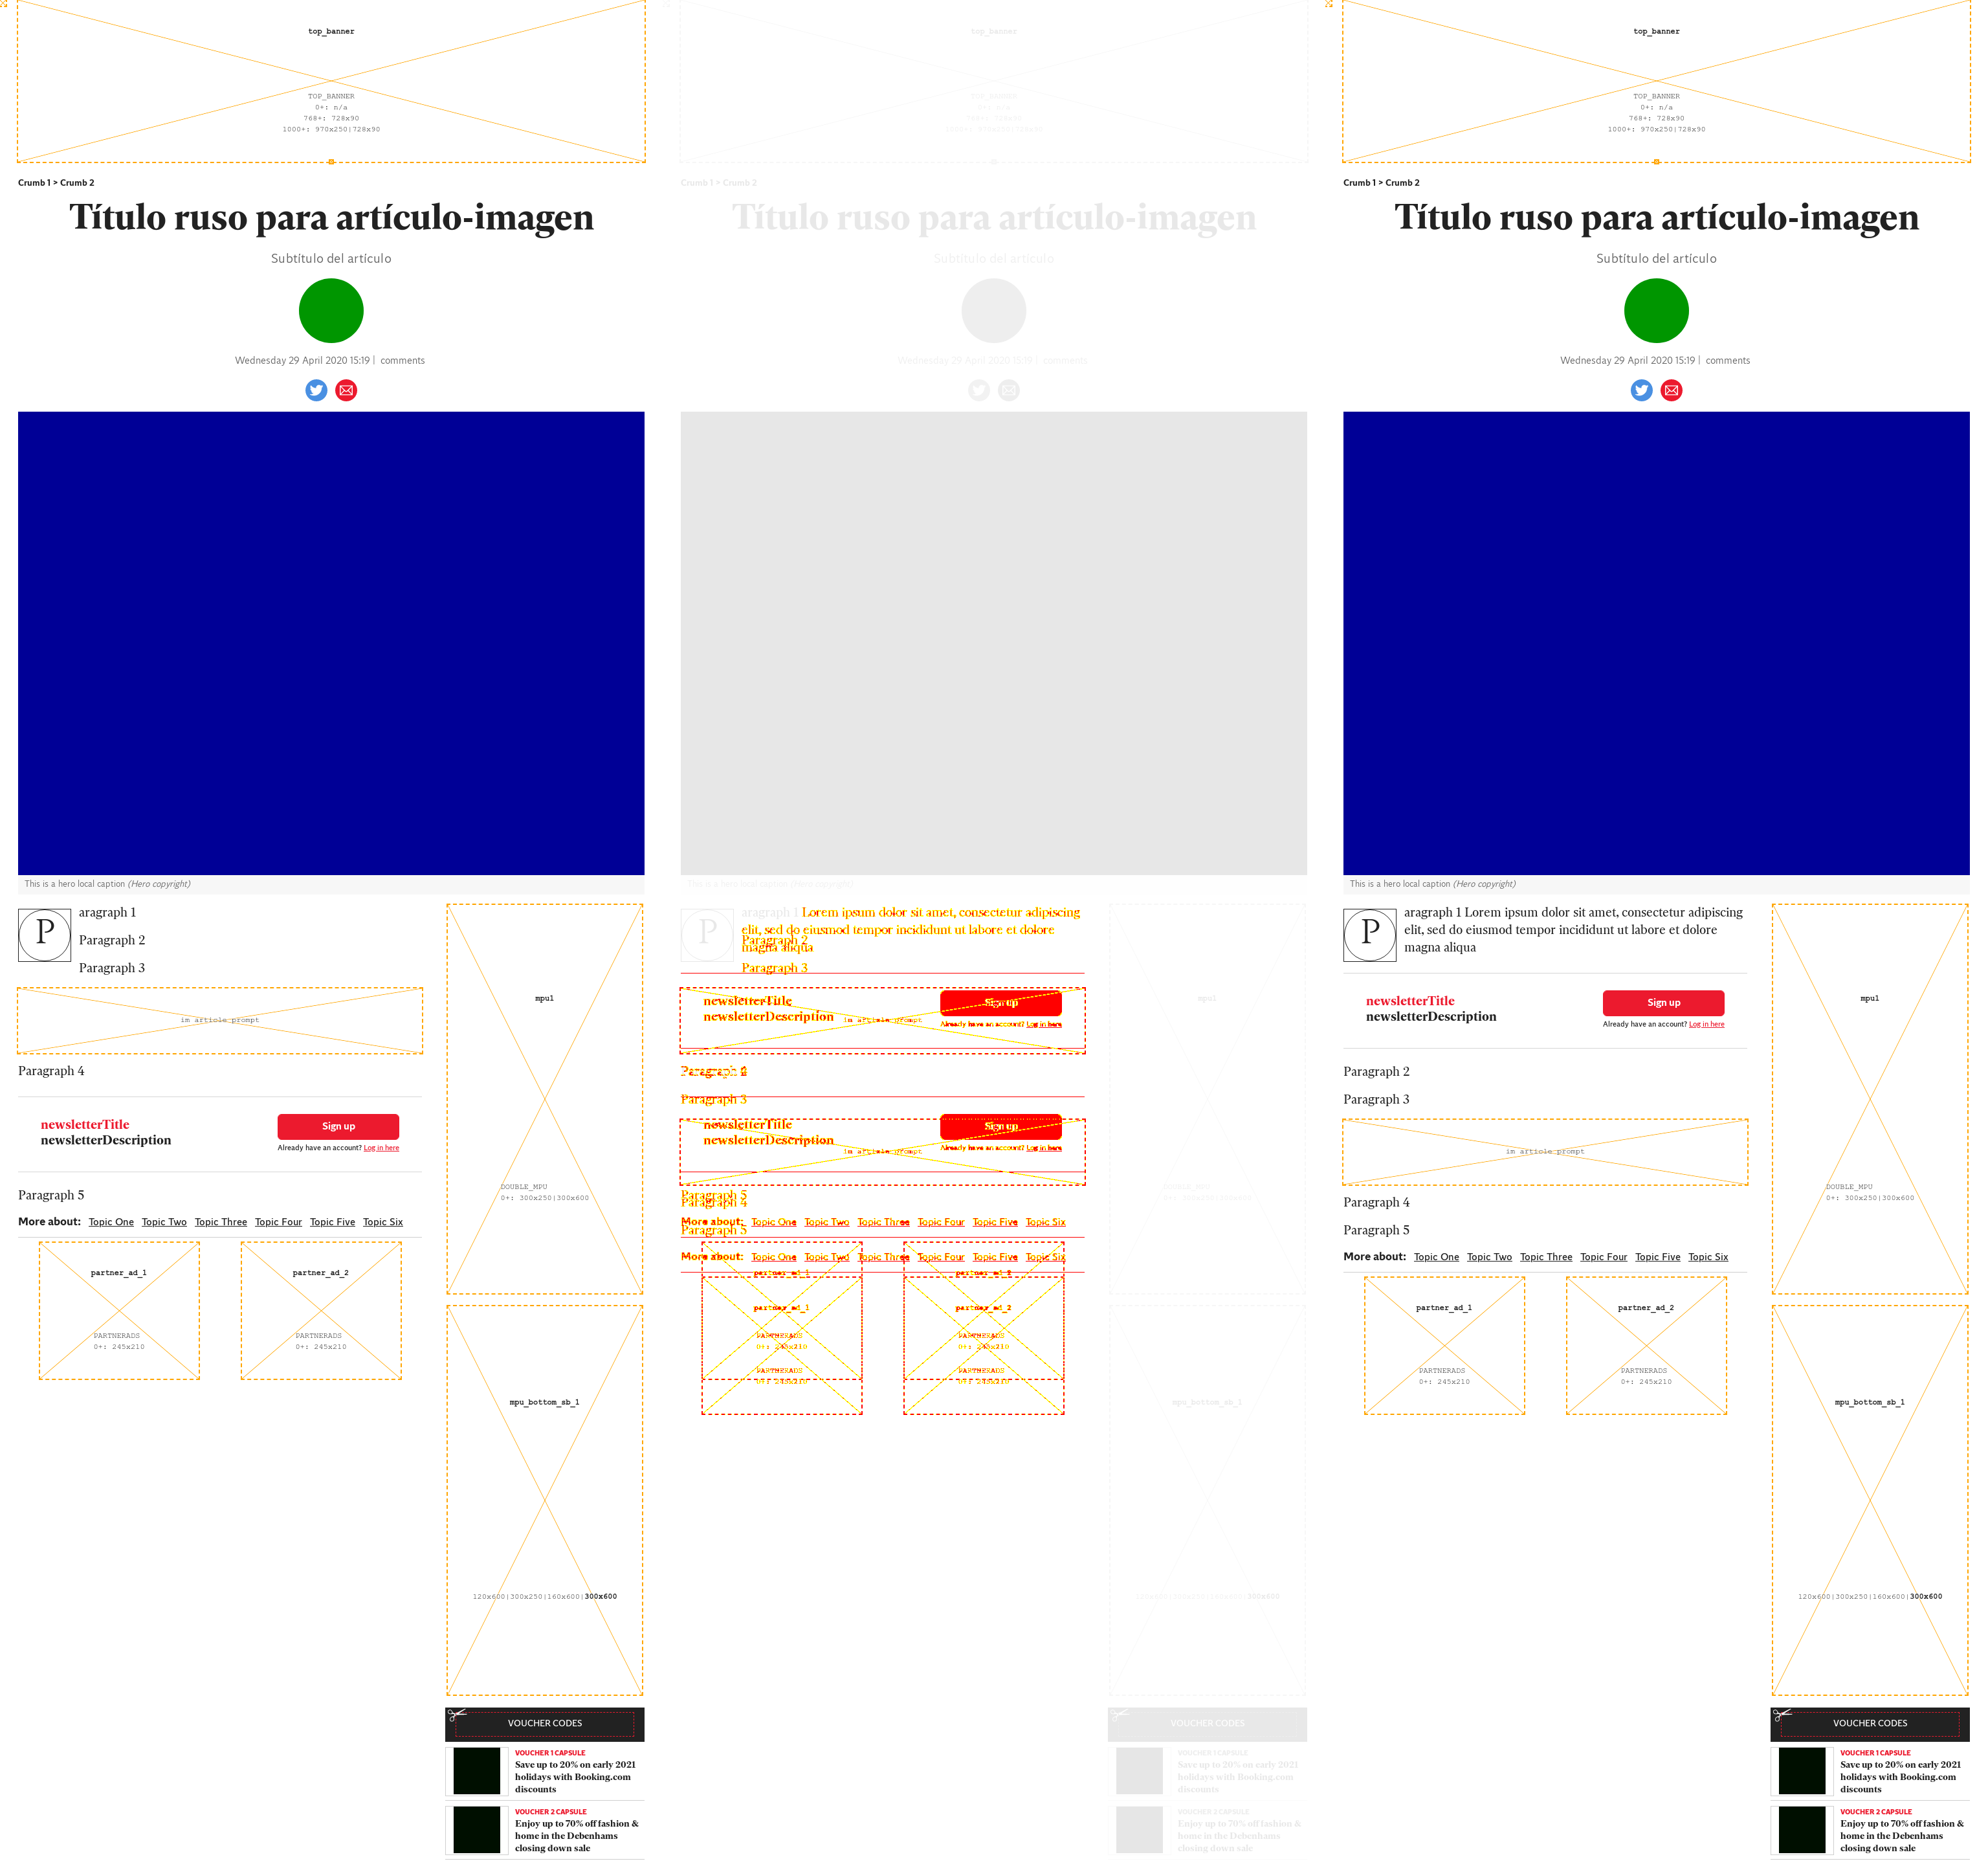 top_banner
TOP_BANNER
0+: n/a
768+: 728x90
1000+: 970x250|728x90
Crumb 1 > Crumb 2
Título ruso para artículo-imagen
Subtítulo del artículo
Wednesday 29 April 2020 15:19 | comments
This is a hero local caption (Hero copyright)
P
aragraph 1
Paragraph 2
Paragraph 3
im article prompt
Paragraph 4
newsletterTitle
newsletterDescription
Sign up
Already have an account? Log in here
Paragraph 5
More about: Topic One Topic Two Topic Three Topic Four Topic Five Topic Six
partner_ad_1
PARTNERADS
0+: 245x210
partner_ad_2
PARTNERADS
0+: 245x210
mpu1
DOUBLE_MPU
0+: 300x250|300x600
mpu_bottom_sb_1
120x600|300x250|160x600|300x600
VOUCHER CODES
VOUCHER 1 CAPSULE
Save up to 20% on early 2021
holidays with Booking.com
discounts
VOUCHER 2 CAPSULE
Enjoy up to 70% off fashion &
home in the Debenhams
closing down sale
top_banner
TOP_BANNER
0+: n/a
768+: 728x90
1000+: 970x250|728x90
Crumb 1 > Crumb 2
Título ruso para artículo-imagen
Subtítulo del artículo
Wednesday 29 April 2020 15:19 | comments
This is a hero local caption (Hero copyright)
P
aragraph 1 Lorem ipsum dolor sit amet, consectetur adipiscing
elit, sed do eiusmod tempor incididunt ut labore et dolore
Paragraph 2
magna aliqua
Paragraph 3
newsletterTitle
newsletterDescription
im article prompt
Sign up
Already have an account? Log in here
Paragraph 3
newsletterTitle
newsletterDescription
im article prompt
Sign up
Already have an account? Log in here
Paragraph 5
Paragraph 4
More about: Topic One Topic Two Topic Three Topic Four Topic Five Topic Six
Paragraph 5
More about: Topic One Topic Two Topic Three Topic Four Topic Five Topic Six
partner_ad_1
partner_ad_2
partner_ad_1
partner_ad_2
PARTNERADS
0+: 245x210
PARTNERADS
0+: 245x210
PARTNERADS
0+: 245x210
PARTNERADS
0+: 245x210
mpu1
DOUBLE_MPU
0+: 300x250|300x600
mpu_bottom_sb_1
120x600|300x250|160x600|300x600
VOUCHER CODES
VOUCHER 1 CAPSULE
Save up to 20% on early 2021
holidays with Booking.com
discounts
VOUCHER 2 CAPSULE
Enjoy up to 70% off fashion &
home in the Debenhams
closing down sale
top_banner
TOP_BANNER
0+: n/a
768+: 728x90
1000+: 970x250|728x90
Crumb 1 > Crumb 2
Título ruso para artículo-imagen
Subtítulo del artículo
Wednesday 29 April 2020 15:19 | comments
This is a hero local caption (Hero copyright)
P
aragraph 1 Lorem ipsum dolor sit amet, consectetur adipiscing
elit, sed do eiusmod tempor incididunt ut labore et dolore
magna aliqua
newsletterTitle
newsletterDescription
Sign up
Already have an account? Log in here
Paragraph 2
Paragraph 3
im article prompt
Paragraph 4
Paragraph 5
More about: Topic One Topic Two Topic Three Topic Four Topic Five Topic Six
partner_ad_1
PARTNERADS
0+: 245x210
partner_ad_2
PARTNERADS
0+: 245x210
mpu1
DOUBLE_MPU
0+: 300x250|300x600
mpu_bottom_sb_1
120x600|300x250|160x600|300x600
VOUCHER CODES
VOUCHER 1 CAPSULE
Save up to 20% on early 2021
holidays with Booking.com
discounts
VOUCHER 2 CAPSULE
Enjoy up to 70% off fashion &
home in the Debenhams
closing down sale